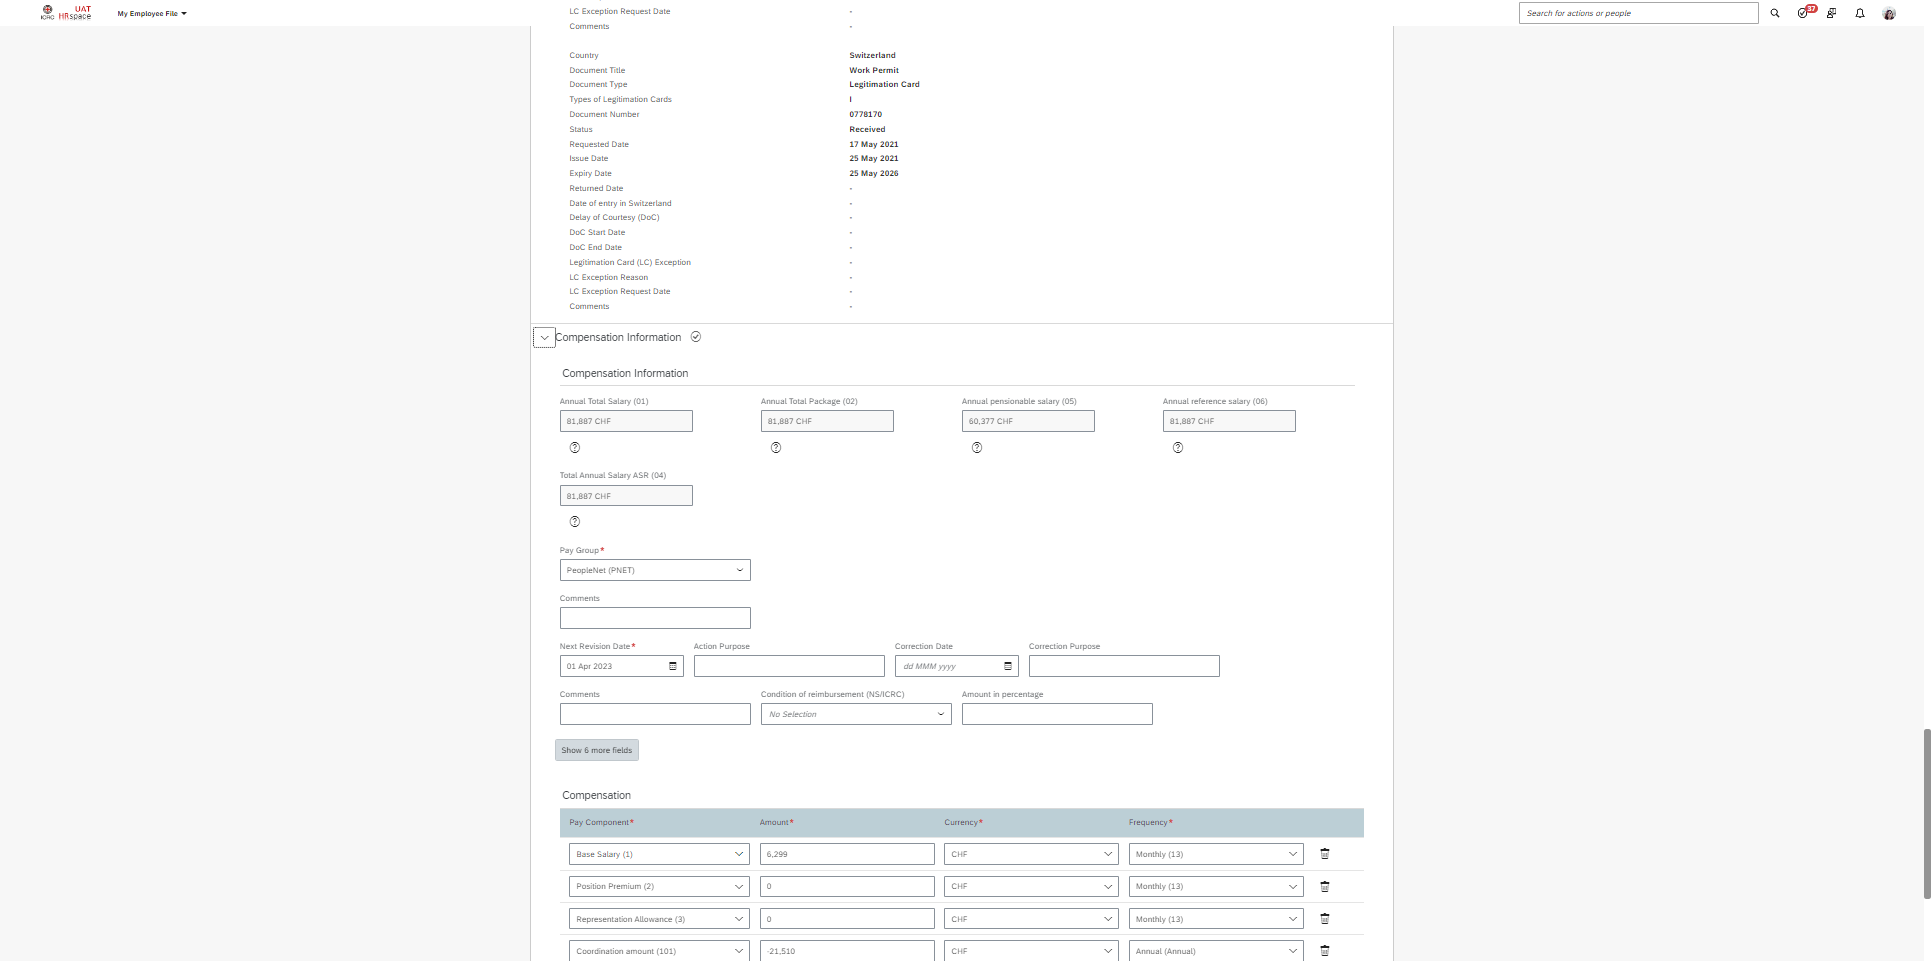 UAT
ICRC HRspace
My Employee File
Search for actions or people
37
LC Exception Request Date -
Comments -
Country Switzerland
Document Title Work Permit
Document Type Legitimation Card
Types of Legitimation Cards I
Document Number 0778170
Status Received
Requested Date 17 May 2021
Issue Date 25 May 2021
Expiry Date 25 May 2026
Returned Date -
Date of entry in Switzerland -
Delay of Courtesy (DoC) -
DoC Start Date -
DoC End Date -
Legitimation Card (LC) Exception -
LC Exception Reason -
LC Exception Request Date -
Comments -
Compensation Information
Compensation Information
Annual Total Salary (01) Annual Total Package (02) Annual pensionable salary (05) Annual reference salary (06)
81,887 CHF 81,887 CHF 60,377 CHF 81,887 CHF
Total Annual Salary ASR (04)
81,887 CHF
Pay Group*
PeopleNet (PNET)
Comments
Next Revision Date* Action Purpose Correction Date Correction Purpose
01 Apr 2023 dd MMM yyyy
Comments Condition of reimbursement (NS/ICRC) Amount in percentage
No Selection
Show 6 more fields
Compensation
Pay Component* Amount* Currency* Frequency*
Base Salary (1) 6,299 CHF Monthly (13)
Position Premium (2) 0 CHF Monthly (13)
Representation Allowance (3) 0 CHF Monthly (13)
Coordination amount (101) -21,510 CHF Annual (Annual)